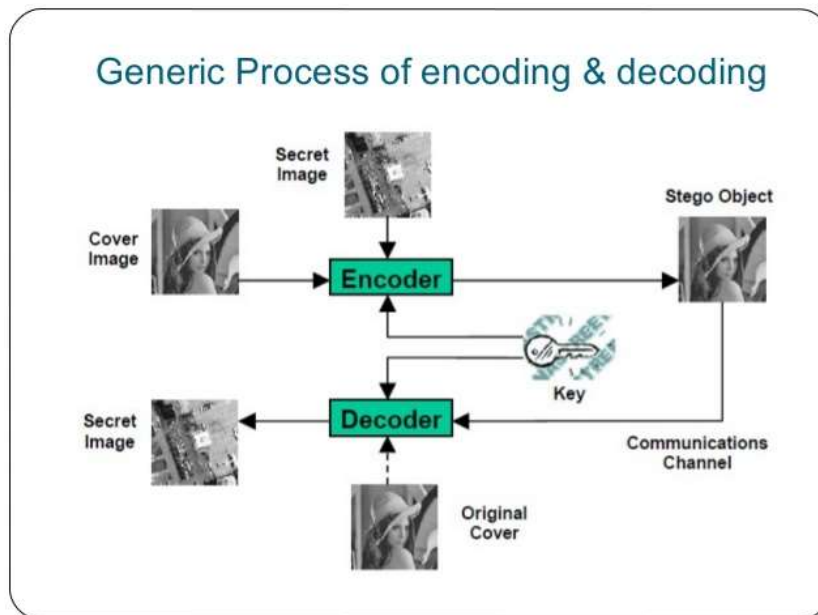 Generic Process of encoding & decoding
Secret
Image
Stego Object
Cover
Image
Encoder
Key
Secret
Image
Decoder
Communications
Channel
Original
Cover